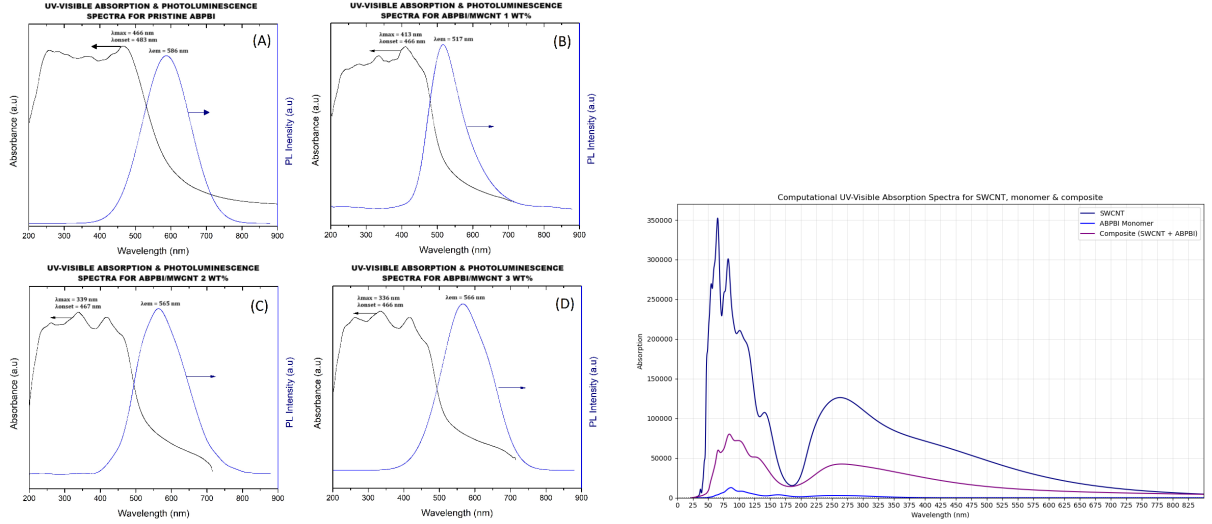 UV-VISIBLE ABSORPTION & PHOTOLUMINESCENCE
SPECTRA FOR PRISTINE ABPBI
λmax = 466 nm
λonset = 483 nm
λem = 586 nm
(A)
Absorbance (a.u)
PL Inensity (a.u)
200 300 400 500 600 700 800 900
Wavelength (nm)
UV-VISIBLE ABSORPTION & PHOTOLUMINESCENCE
SPECTRA FOR ABPBI/MWCNT 1 WT%
λmax = 413 nm
λonset = 466 nm
λem = 517 nm
(B)
Absorbance (a.u)
PL Intensity (a.u)
200 300 400 500 600 700 800 900
Wavelength (nm)
UV-VISIBLE ABSORPTION & PHOTOLUMINESCENCE
SPECTRA FOR ABPBI/MWCNT 2 WT%
λmax = 339 nm
λonset = 467 nm
λem = 565 nm
(C)
Absorbance (a.u)
PL Intensity (a.u)
200 300 400 500 600 700 800 900
Wavelength (nm)
UV-VISIBLE ABSORPTION & PHOTOLUMINESCENCE
SPECTRA FOR ABPBI/MWCNT 3 WT%
λmax = 336 nm
λonset = 466 nm
λem = 566 nm
(D)
Absorbance (a.u)
PL Intensity (a.u)
200 300 400 500 600 700 800 900
Wavelength (nm)
Computational UV-Visible Absorption Spectra for SWCNT, monomer & composite
SWCNT
ABPBI Monomer
Composite (SWCNT + ABPBI)
350000
300000
250000
200000
150000
100000
50000
0
Absorption
0 25 50 75 100 125 150 175 200 225 250 275 300 325 350 375 400 425 450 475 500 525 550 575 600 625 650 675 700 725 750 775 800 825
Wavelength (nm)